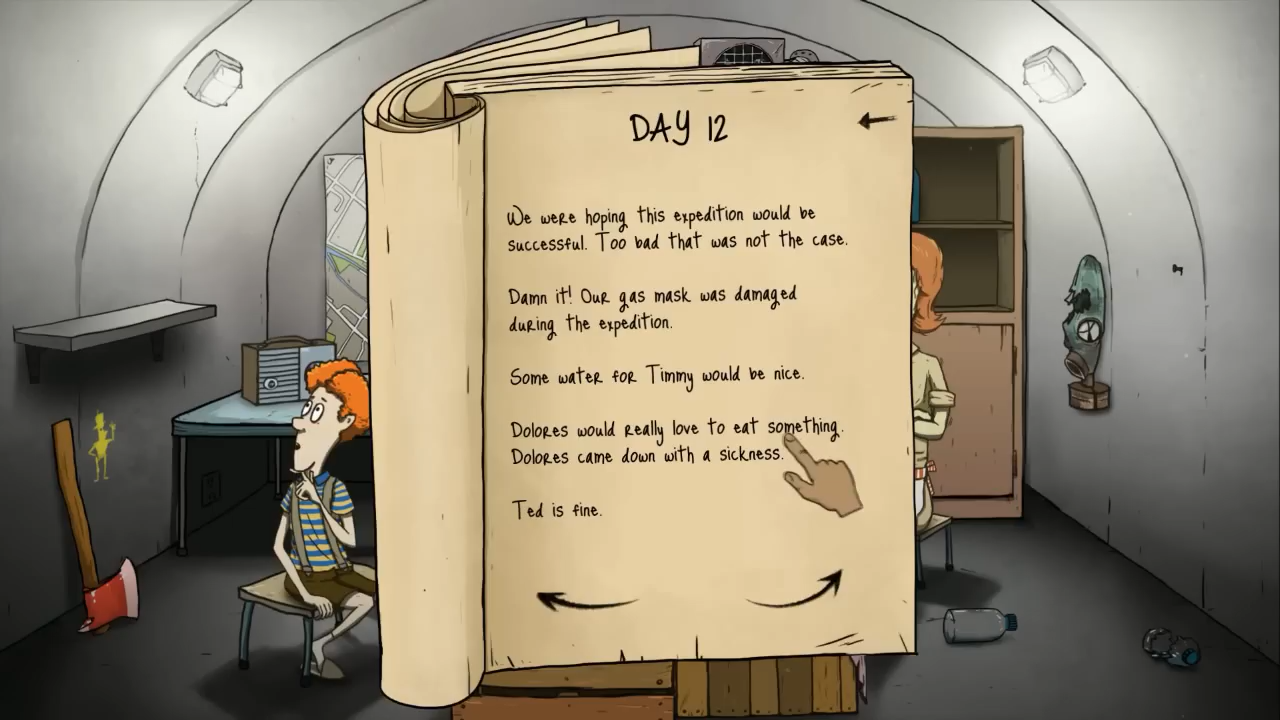 DAY 12
We were hoping this expedition would be
successful. Too bad that was not the case.
Damn it! Our gas mask was damaged
during the expedition.
Some water for Timmy would be nice.
Dolores would really love to eat something.
Dolores came down with a sickness.
Ted is fine.